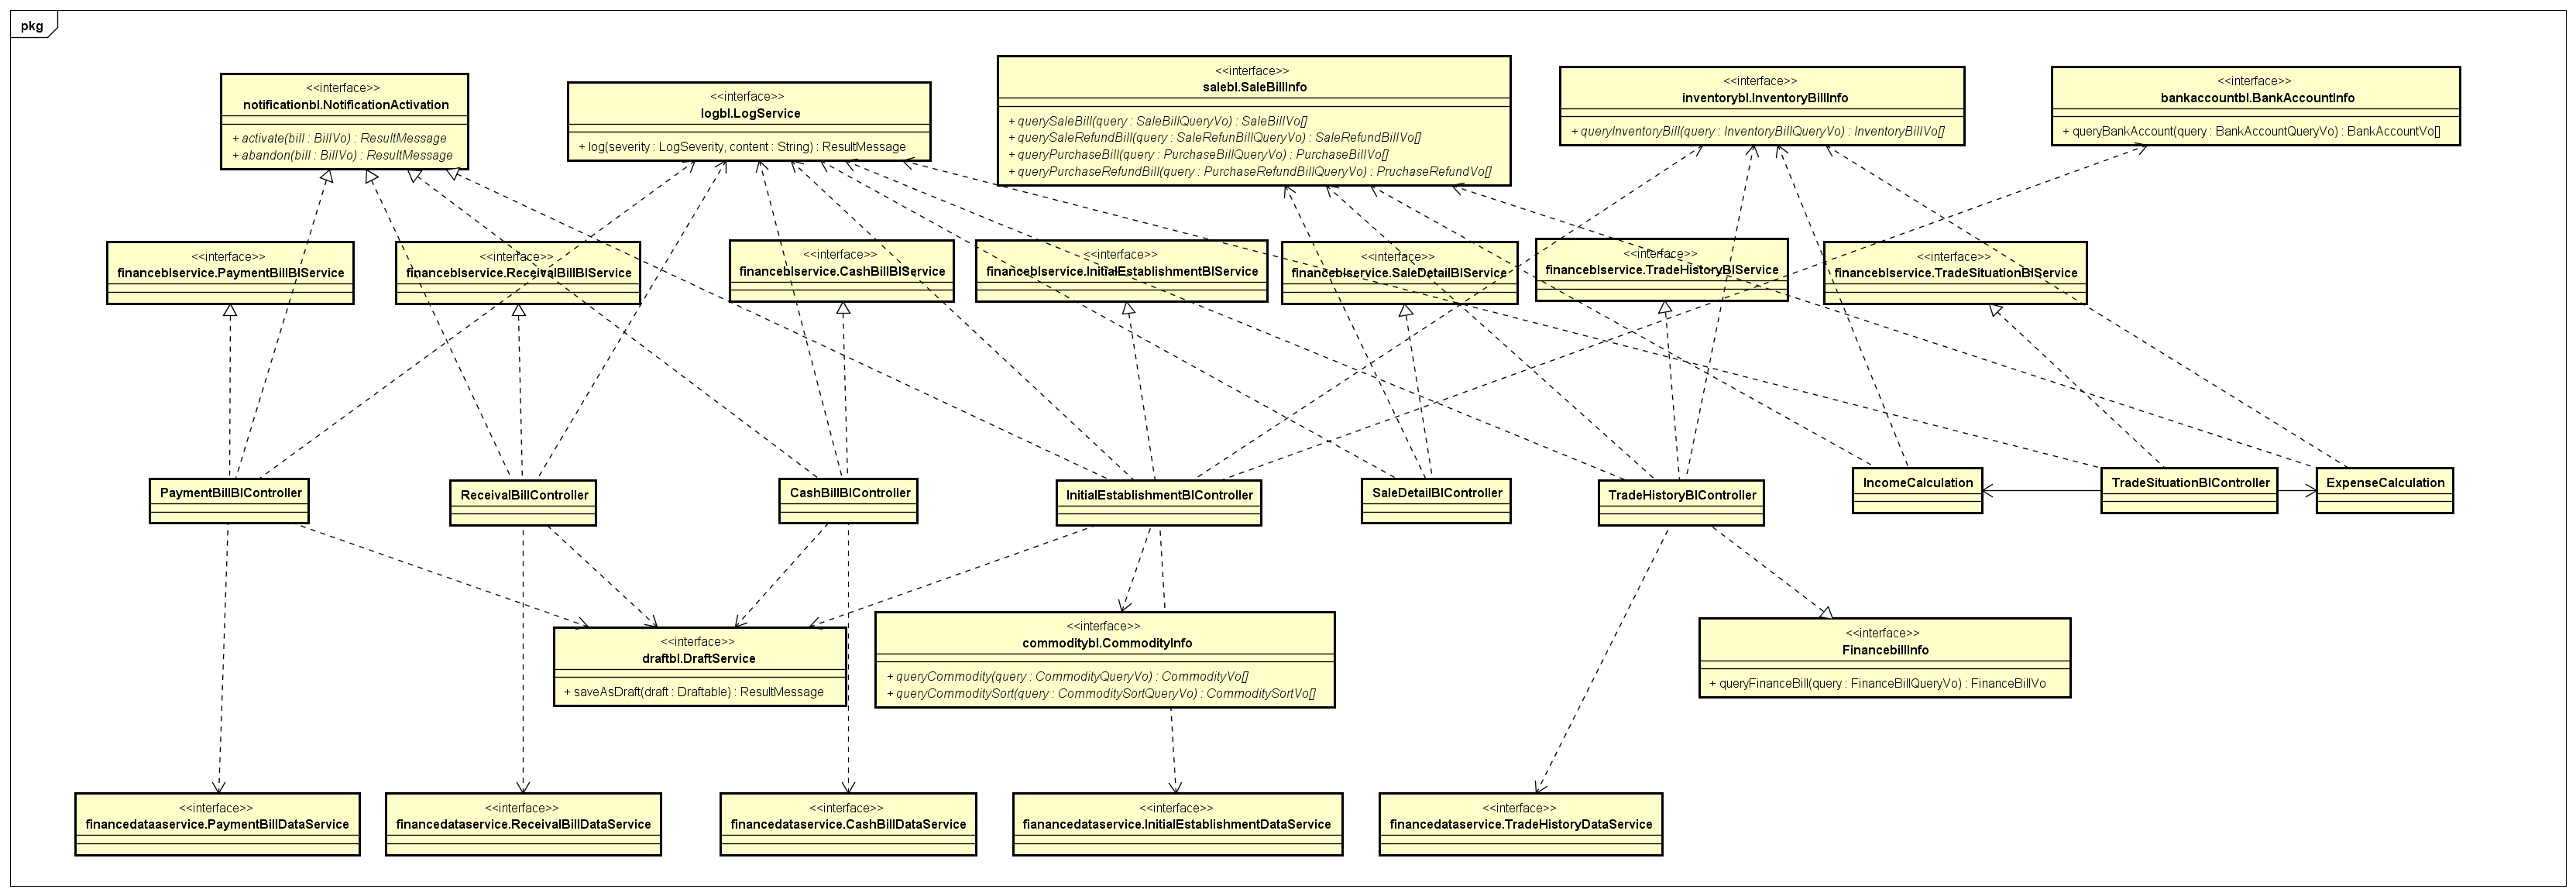 pkg
<<interface>>
notificationbl.NotificationActivation
+ activate(bill : BillVo) : ResultMessage
+ abandon(bill : BillVo) : ResultMessage
<<interface>>
logbl.LogService
+ log(severity : LogSeverity, content : String) : ResultMessage
<<interface>>
salebl.SaleBillInfo
+ querySaleBill(query : SaleBillQueryVo) : SaleBillVo[]
+ querySaleRefundBill(query : SaleRefunBillQueryVo) : SaleRefundBillVo[]
+ queryPurchaseBill(query : PurchaseBillQueryVo) : PurchaseBillVo[]
+ queryPurchaseRefundBill(query : PurchaseRefundBillQueryVo) : PruchaseRefundVo[]
<<interface>>
inventorybl.InventoryBillInfo
+ queryInventoryBill(query : InventoryBillQueryVo) : InventoryBillVo[]
<<interface>>
bankaccountbl.BankAccountInfo
+ queryBankAccount(query : BankAccountQueryVo) : BankAccountVo[]
<<interface>>
financeblservice.PaymentBillBlService
<<interface>>
financeblservice.ReceivalBillBlService
<<interface>>
financeblservice.CashBillBlService
<<interface>>
financeblservice.InitialEstablishmentBlService
<<interface>>
financeblservice.SaleDetailBlService
<<interface>>
financeblservice.TradeHistoryBlService
<<interface>>
financeblservice.TradeSituationBlService
PaymentBillBlController
ReceivalBillController
CashBillBlController
InitialEstablishmentBlController
SaleDetailBlController
TradeHistoryBlController
IncomeCalculation
TradeSituationBlController
ExpenseCalculation
<<interface>>
draftbl.DraftService
+ saveAsDraft(draft : Draftable) : ResultMessage
<<interface>>
commoditybl.CommodityInfo
+ queryCommodity(query : CommodityQueryVo) : CommodityVo[]
+ queryCommoditySort(query : CommoditySortQueryVo) : CommoditySortVo[]
<<interface>>
FinancebillInfo
+ queryFinanceBill(query : FinanceBillQueryVo) : FinanceBillVo
<<interface>>
financedataaservice.PaymentBillDataService
<<interface>>
financedataservice.ReceivalBillDataService
<<interface>>
financedataservice.CashBillDataService
<<interface>>
fianancedataservice.InitialEstablishmentDataService
<<interface>>
financedataservice.TradeHistoryDataService